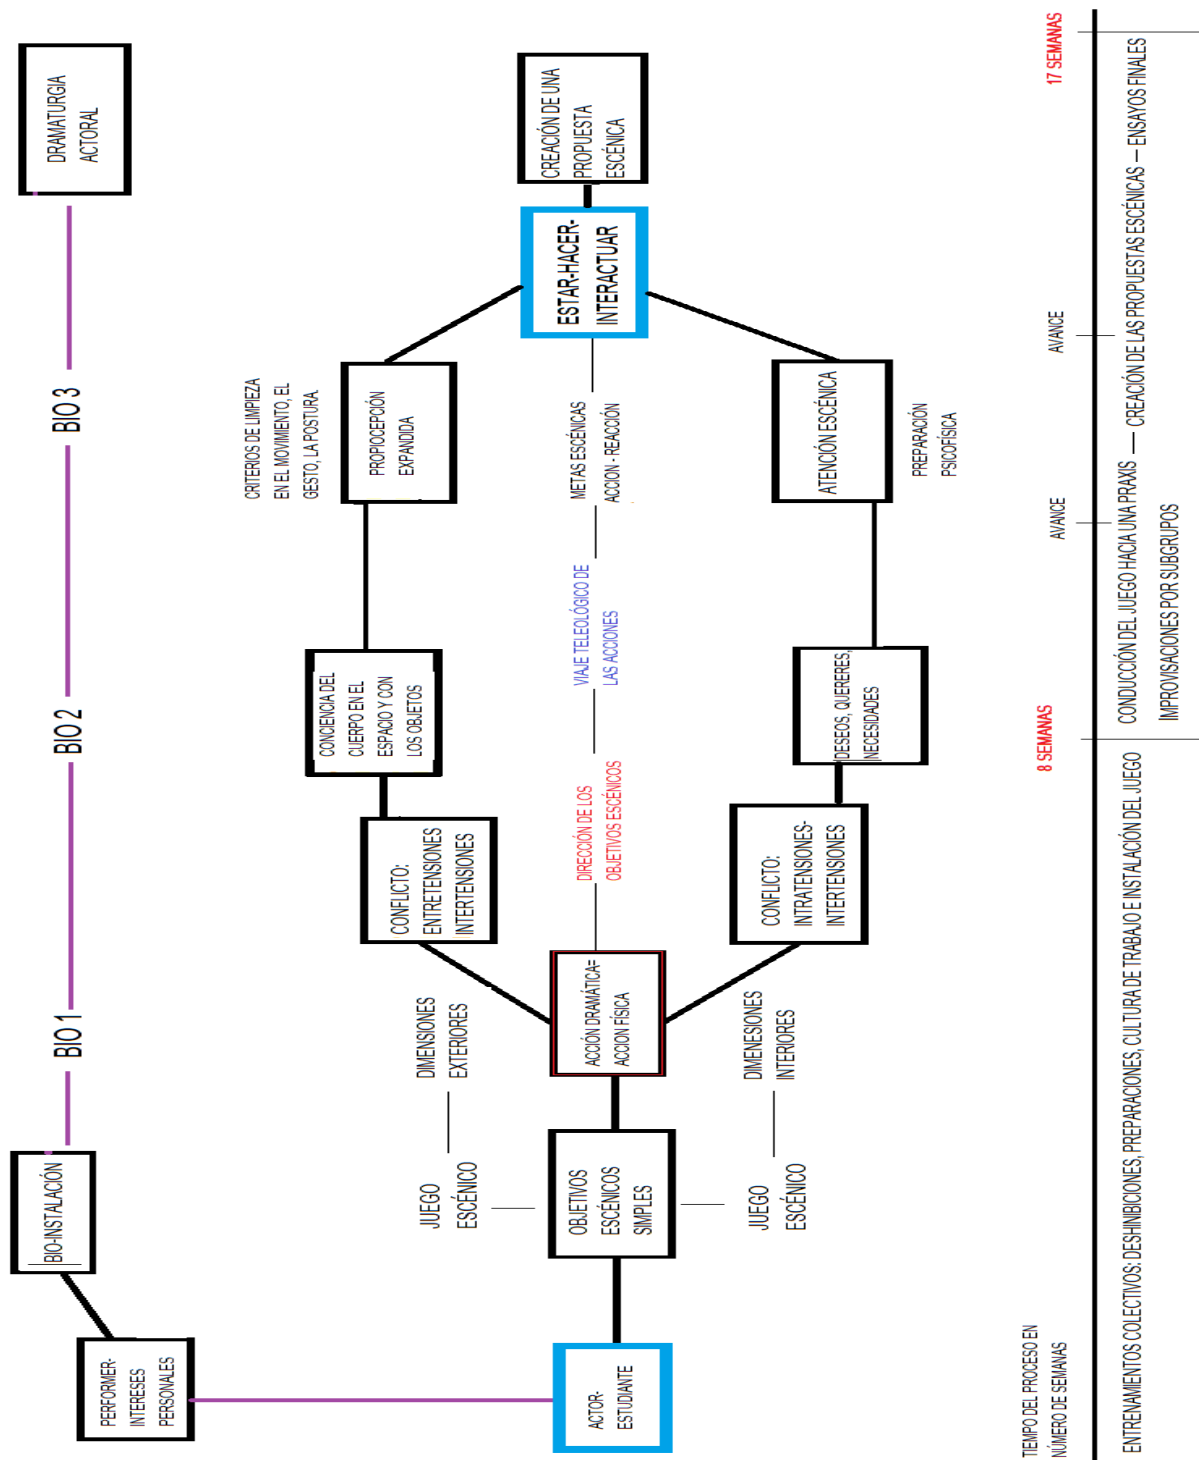 PERFORMER-
INTERESES
PERSONALES
BIO-INSTALACIÓN
BIO 1
BIO 2
BIO 3
DRAMATURGIA
ACTORAL
CRITERIOS DE LIMPIEZA
EN EL MOVIMIENTO, EL
GESTO, LA POSTURA.
CONCIENCIA DEL
CUERPO EN EL
ESPACIO Y CON
LOS OBJETOS
PROPIOCEPCIÓN
EXPANDIDA
CONFLICTO:
ENTRETENSIONES
INTERTENSIONES
DIMENSIONES
EXTERIORES
JUEGO
ESCÉNICO
ACTOR-
ESTUDIANTE
OBJETIVOS
ESCÉNICOS
SIMPLES
ACCIÓN DRAMÁTICA=
ACCION FÍSICA
DIRECCIÓN DE LOS
OBJETIVOS ESCÉNICOS
VIAJE TELEOLÓGICO DE
LAS ACCIONES
METAS ESCÉNICAS
ACCION - REACCIÓN
ESTAR-HACER-
INTERACTUAR
CREACIÓN DE UNA
PROPUESTA
ESCÉNICA
JUEGO
ESCÉNICO
DIMENESIONES
INTERIORES
CONFLICTO:
INTRATENSIONES-
INTERTENSIONES
DESEOS, QUERERES,
NECESIDADES
ATENCIÓN ESCÉNICA
PREPARACIÓN
PSICOFÍSICA
TIEMPO DEL PROCESO EN
NÚMERO DE SEMANAS
8 SEMANAS
AVANCE
AVANCE
17 SEMANAS
ENTRENAMIENTOS COLECTIVOS: DESHINIBICIONES, PREPARACIONES, CULTURA DE TRABAJO E INSTALACIÓN DEL JUEGO
CONDUCCIÓN DEL JUEGO HACIA UNA PRAXIS — CREACIÓN DE LAS PROPUESTAS ESCÉNICAS — ENSAYOS FINALES
IMPROVISACIONES POR SUBGRUPOS